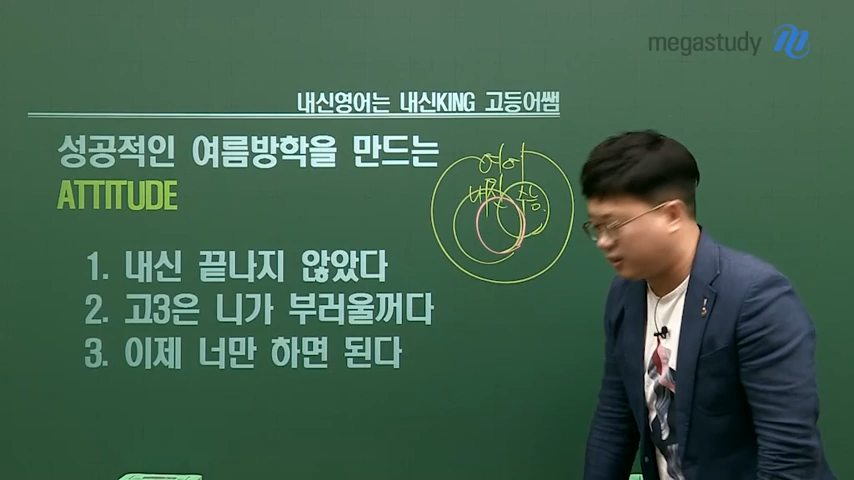 megastudy
내신영어는 내신KING 고등어쌤
성공적인 여름방학을 만드는
ATTITUDE
영어
내신 수능
1. 내신 끝나지 않았다
2. 고3은 니가 부러울꺼다
3. 이제 너만 하면 된다